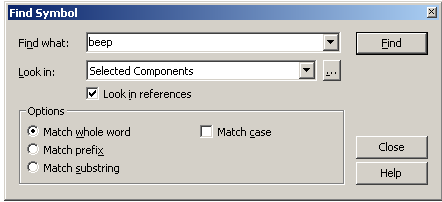 Find Symbol
Find what: beep Find
Look in: Selected Components ...
Look in references
Options
Match whole word Match case
Match prefix Close
Match substring Help